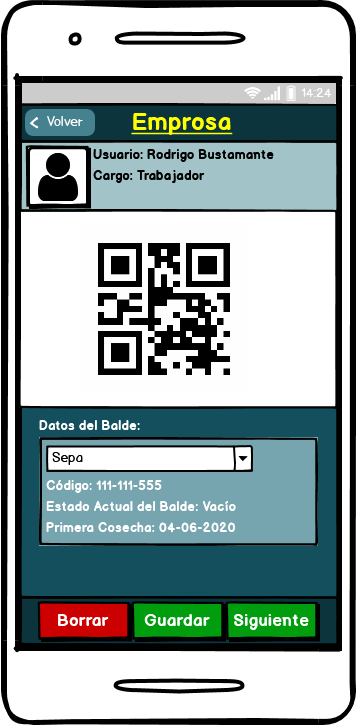 14:24
Volver
Emprosa
Usuario: Rodrigo Bustamante
Cargo: Trabajador
Datos del Balde:
Sepa
Código: 111-111-555
Estado Actual del Balde: Vacío
Primera Cosecha: 04-06-2020
Borrar
Guardar
Siguiente